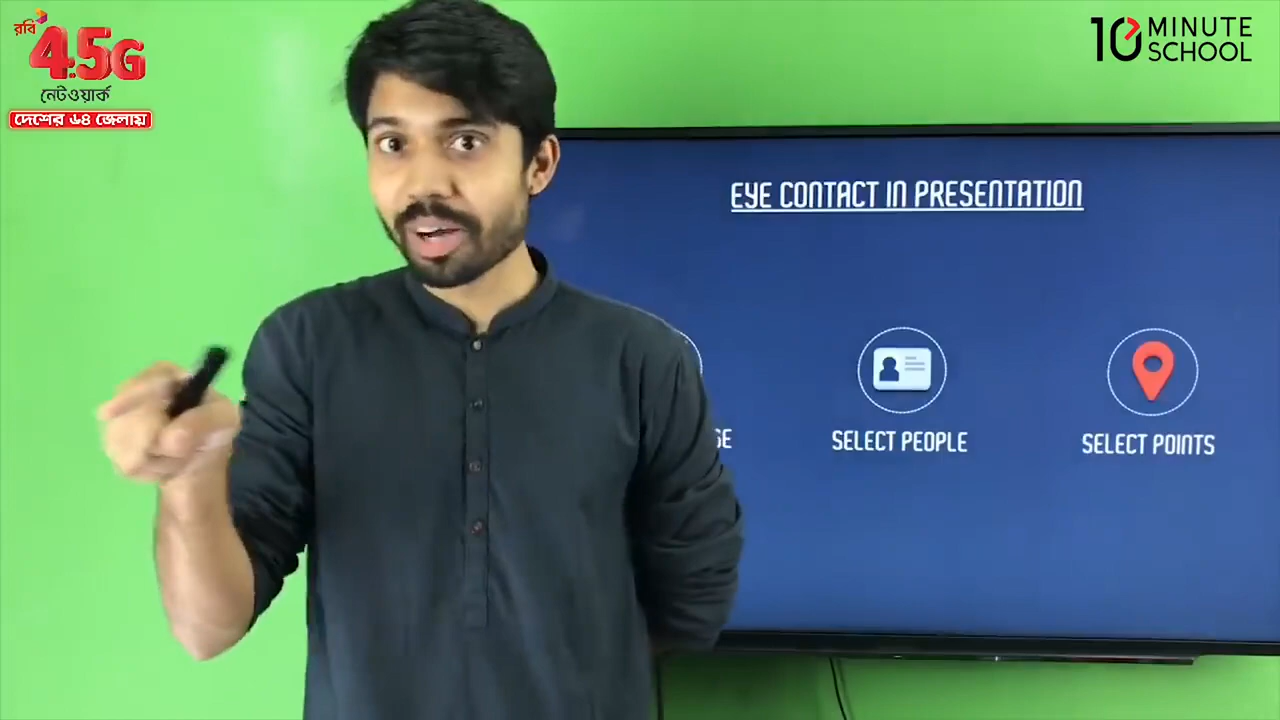 রবি
4.5G
নেটওয়ার্ক
দেশের ৬৪ জেলায়
10 MINUTE
SCHOOL
EYE CONTACT IN PRESENTATION
SELECT PEOPLE
SELECT POINTS